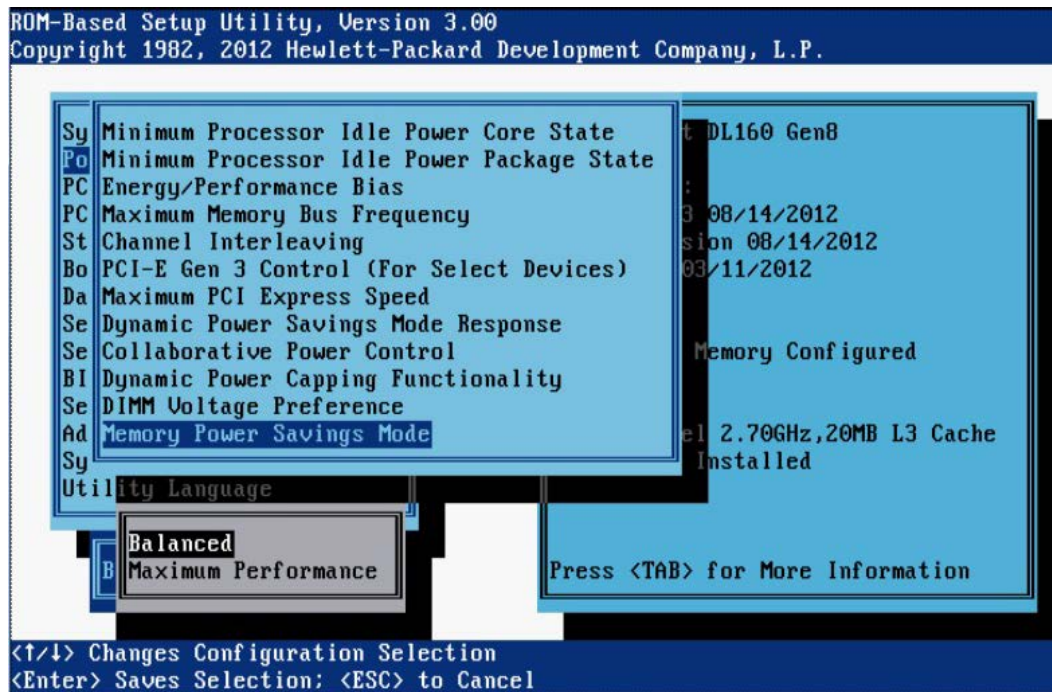 ROM-Based Setup Utility, Version 3.00
Copyright 1982, 2012 Hewlett-Packard Development Company, L.P.
Sy Minimum Processor Idle Power Core State
t DL160 Gen8
Po Minimum Processor Idle Power Package State
PC Energy/Performance Bias
:
PC Maximum Memory Bus Frequency
3 08/14/2012
St Channel Interleaving
sion 08/14/2012
Bo PCI-E Gen 3 Control (For Select Devices)
03/11/2012
Da Maximum PCI Express Speed
Se Dynamic Power Savings Mode Response
Se Collaborative Power Control
Memory Configured
BI Dynamic Power Capping Functionality
Se DIMM Voltage Preference
Ad Memory Power Savings Mode
el 2.70GHz,20MB L3 Cache
Sy
Installed
Utility Language
Balanced
B Maximum Performance
Press <TAB> for More Information
<↑/↓> Changes Configuration Selection
<Enter> Saves Selection; <ESC> to Cancel